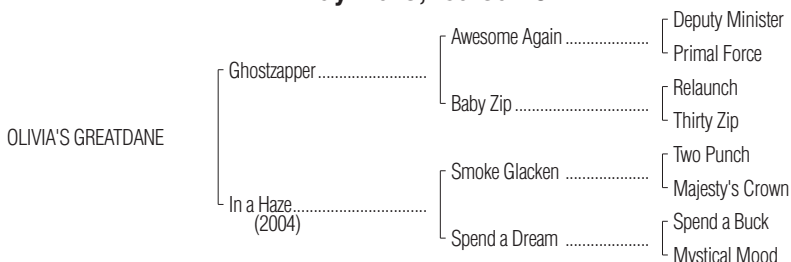 Deputy Minister
Awesome Again
Primal Force
Ghostzapper
Relaunch
Baby Zip
Thirty Zip
OLIVIA'S GREATDANE
Two Punch
Smoke Glacken
Majesty's Crown
In a Haze
(2004)
Spend a Buck
Spend a Dream
Mystical Mood